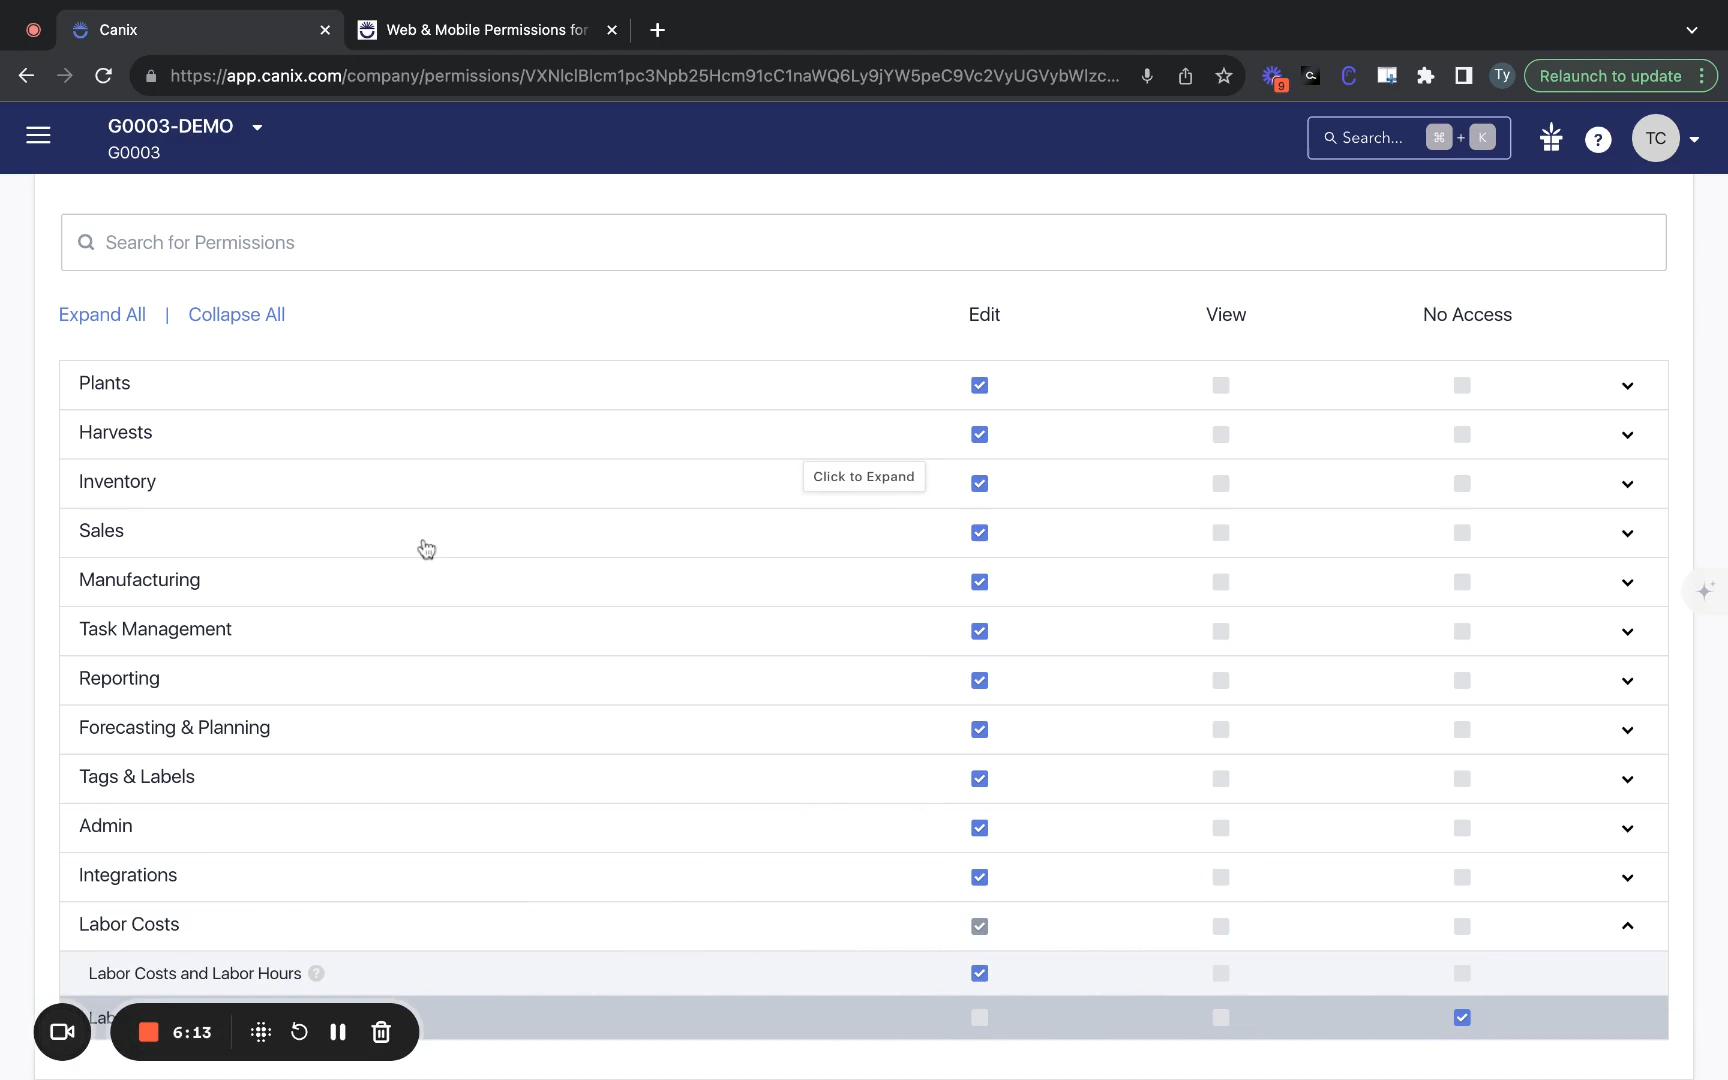 Canix
Web & Mobile Permissions for
https://app.canix.com/company/permissions/VXNlclBlcm1pc3Npb25Hcm91cC1naWQ6Ly9jYW5peC9Vc2VyUGVybWlzc...
9
Ty
Relaunch to update
G0003-DEMO
G0003
Search...
⌘ + K
?
TC
Search for Permissions
Expand All | Collapse All
Edit
View
No Access
Plants
Harvests
Click to Expand
Inventory
Sales
Manufacturing
Task Management
Reporting
Forecasting & Planning
Tags & Labels
Admin
Integrations
Labor Costs
Labor Costs and Labor Hours ?
6:13